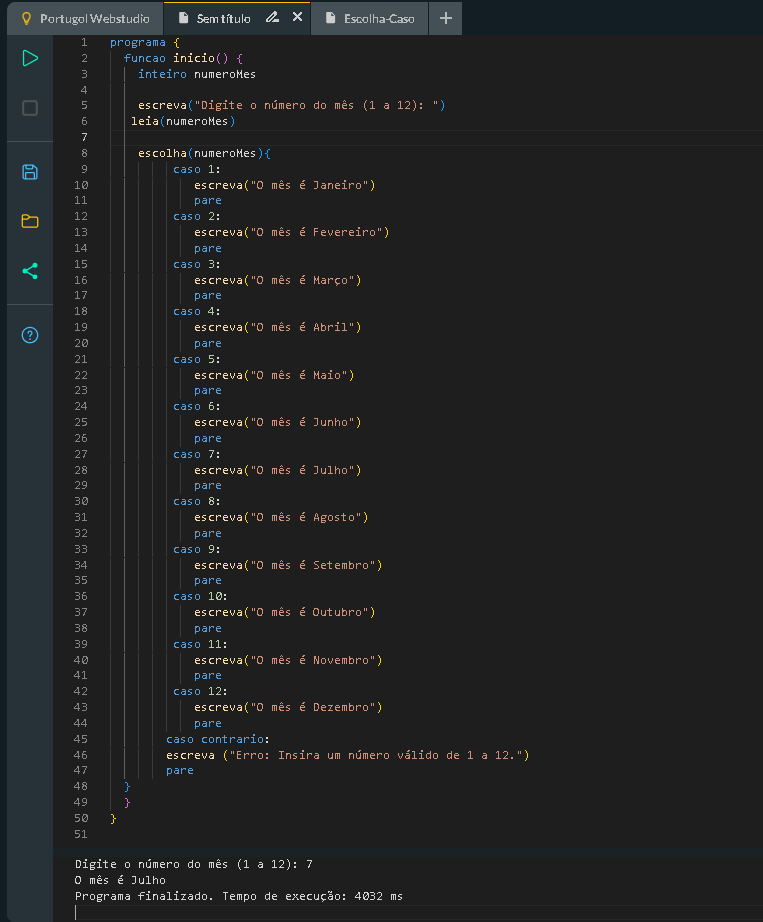 Portugol Webstudio
Sem título
Escolha-Caso
1 programa {
2 funcao inicio() {
3 inteiro numeroMes
4
5 escreva("Digite o número do mês (1 a 12): ")
6 leia(numeroMes)
7
8 escolha(numeroMes){
9 caso 1:
10 escreva("O mês é Janeiro")
11 pare
12 caso 2:
13 escreva("O mês é Fevereiro")
14 pare
15 caso 3:
16 escreva("O mês é Março")
17 pare
18 caso 4:
19 escreva("O mês é Abril")
20 pare
21 caso 5:
22 escreva("O mês é Maio")
23 pare
24 caso 6:
25 escreva("O mês é Junho")
26 pare
27 caso 7:
28 escreva("O mês é Julho")
29 pare
30 caso 8:
31 escreva("O mês é Agosto")
32 pare
33 caso 9:
34 escreva("O mês é Setembro")
35 pare
36 caso 10:
37 escreva("O mês é Outubro")
38 pare
39 caso 11:
40 escreva("O mês é Novembro")
41 pare
42 caso 12:
43 escreva("O mês é Dezembro")
44 pare
45 caso contrario:
46 escreva ("Erro: Insira um número válido de 1 a 12.")
47 pare
48 }
49 }
50 }
51
Digite o número do mês (1 a 12): 7
O mês é Julho
Programa finalizado. Tempo de execução: 4032 ms